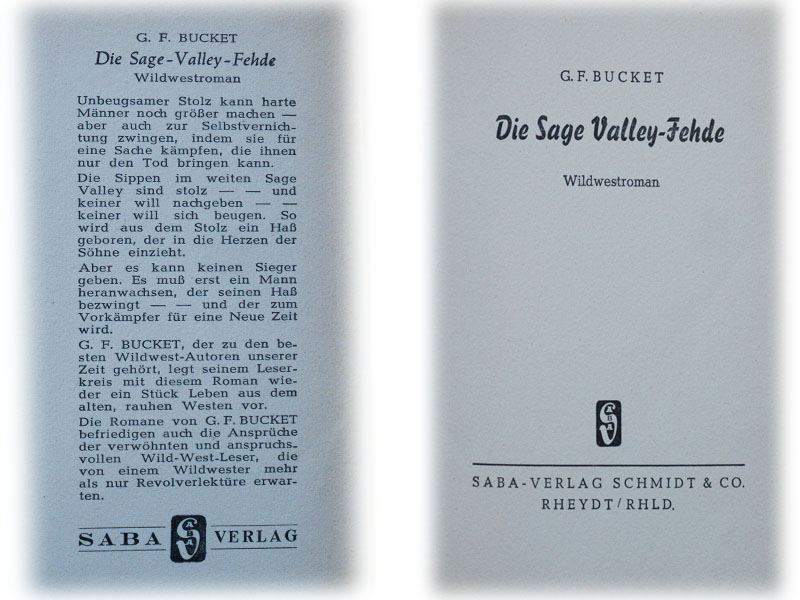 G. F. BUCKET
Die Sage-Valley-Fehde
Wildwestroman
Unbeugsamer Stolz kann harte
Männer noch größer machen —
aber auch zur Selbstvernich-
tung zwingen, indem sie für
eine Sache kämpfen, die ihnen
nur den Tod bringen kann.
Die Sippen im weiten Sage
Valley sind stolz — — und
keiner will nachgeben — —
keiner will sich beugen. So
wird aus dem Stolz ein Haß
geboren, der in die Herzen der
Söhne einzieht.
Aber es kann keinen Sieger
geben. Es muß erst ein Mann
heranwachsen, der seinen Haß
bezwingt — — und der zum
Vorkämpfer für eine Neue Zeit
wird.
G. F. BUCKET, der zu den be-
sten Wildwest-Autoren unserer
Zeit gehört, legt seinem Leser-
kreis mit diesem Roman wie-
der ein Stück Leben aus dem
alten, rauhen Westen vor.
Die Romane von G. F. BUCKET
befriedigen auch die Ansprüche
der verwöhnten und anspruchs-
vollen Wild-West-Leser, die
von einem Wildwester mehr
als nur Revolverlektüre erwar-
ten.
SABA SABA VERLAG
G. F. BUCKET
Die Sage Valley-Fehde
Wildwestroman
SABA
SABA-VERLAG SCHMIDT & CO.
RHEYDT/RHLD.